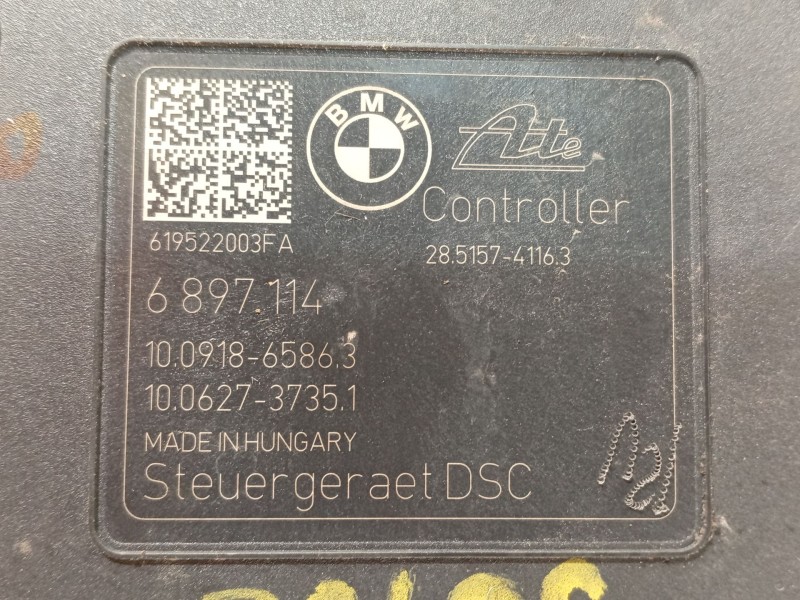 BMW
Ate
Controller
619522003FA
28.5157-4116.3
6 897 114
10.0918-6586.3
10.0627-3735.1
MADE IN HUNGARY
Steuergeraet DSC